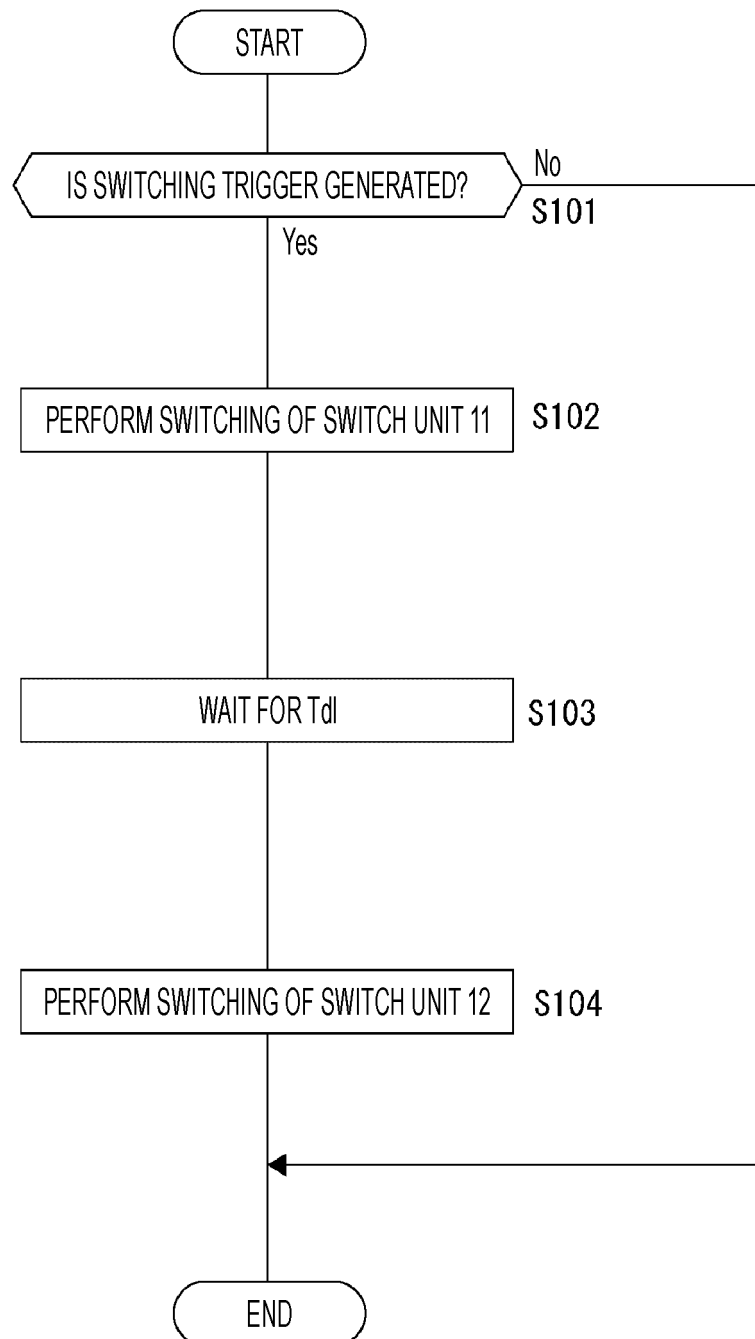 START
IS SWITCHING TRIGGER GENERATED?
No
S101
Yes
PERFORM SWITCHING OF SWITCH UNIT 11
S102
WAIT FOR Tdl
S103
PERFORM SWITCHING OF SWITCH UNIT 12
S104
END